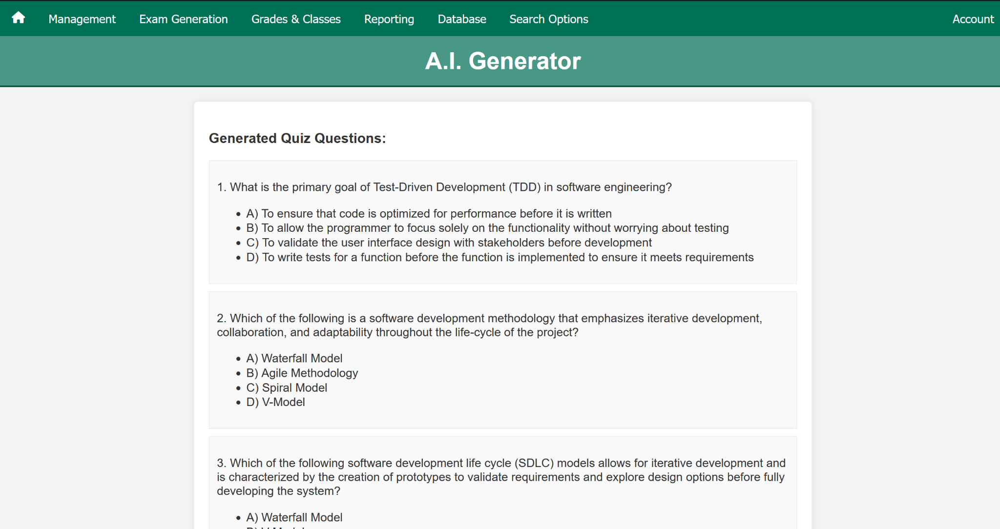 Management Exam Generation Grades & Classes Reporting Database Search Options Account
A.I. Generator
Generated Quiz Questions:
1. What is the primary goal of Test-Driven Development (TDD) in software engineering?
• A) To ensure that code is optimized for performance before it is written
• B) To allow the programmer to focus solely on the functionality without worrying about testing
• C) To validate the user interface design with stakeholders before development
• D) To write tests for a function before the function is implemented to ensure it meets requirements
2. Which of the following is a software development methodology that emphasizes iterative development,
collaboration, and adaptability throughout the life-cycle of the project?
• A) Waterfall Model
• B) Agile Methodology
• C) Spiral Model
• D) V-Model
3. Which of the following software development life cycle (SDLC) models allows for iterative development and
is characterized by the creation of prototypes to validate requirements and explore design options before fully
developing the system?
• A) Waterfall Model